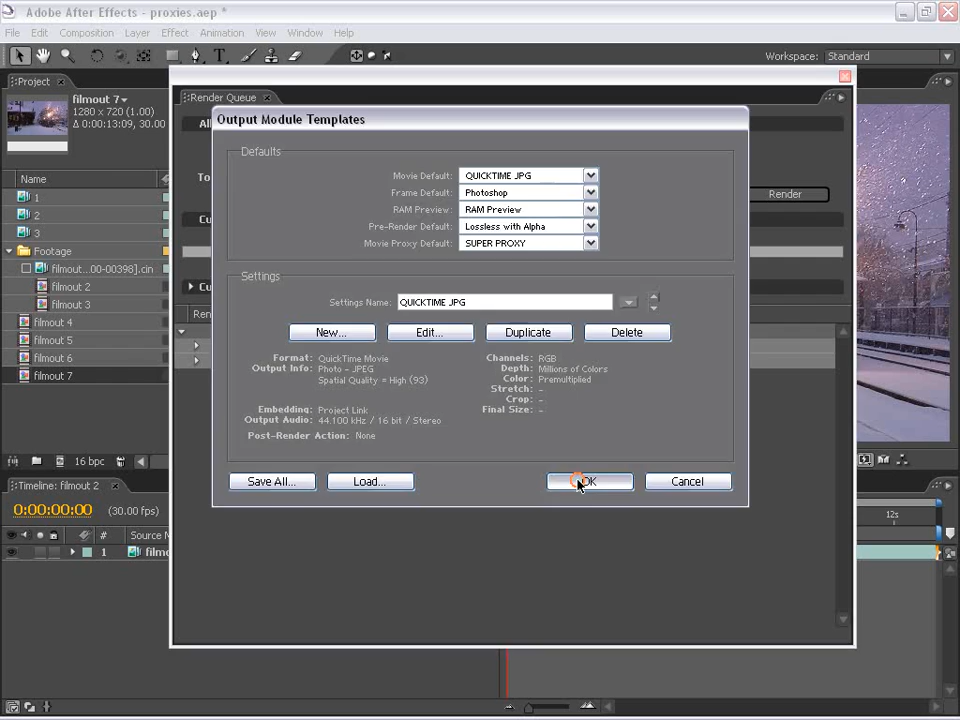 Adobe After Effects - proxies.aep *
File Edit Composition Layer Effect Animation View Window Help
Workspace: Standard
Project
Render Queue
filmout 7
1280 x 720 (1.00)
Δ 0:00:13:09, 30.00
Output Module Templates
Defaults
Movie Default: QUICKTIME JPG
Frame Default: Photoshop
RAM Preview: RAM Preview
Pre-Render Default: Lossless with Alpha
Movie Proxy Default: SUPER PROXY
Render
Name
1
2
3
Footage
filmout...00-00398].cin
filmout 2
filmout 3
filmout 4
filmout 5
filmout 6
filmout 7
Settings
Settings Name: QUICKTIME JPG
New... Edit... Duplicate Delete
Format: QuickTime Movie
Output Info: Photo - JPEG
Spatial Quality = High (93)
Embedding: Project Link
Output Audio: 44.100 kHz / 16 bit / Stereo
Post-Render Action: None
Channels: RGB
Depth: Millions of Colors
Color: Premultiplied
Stretch: -
Crop: -
Final Size: -
Save All... Load... OK Cancel
16 bpc
Timeline: filmout 2
0:00:00:00 (30.00 fps)
12s
# Source
1 filmo